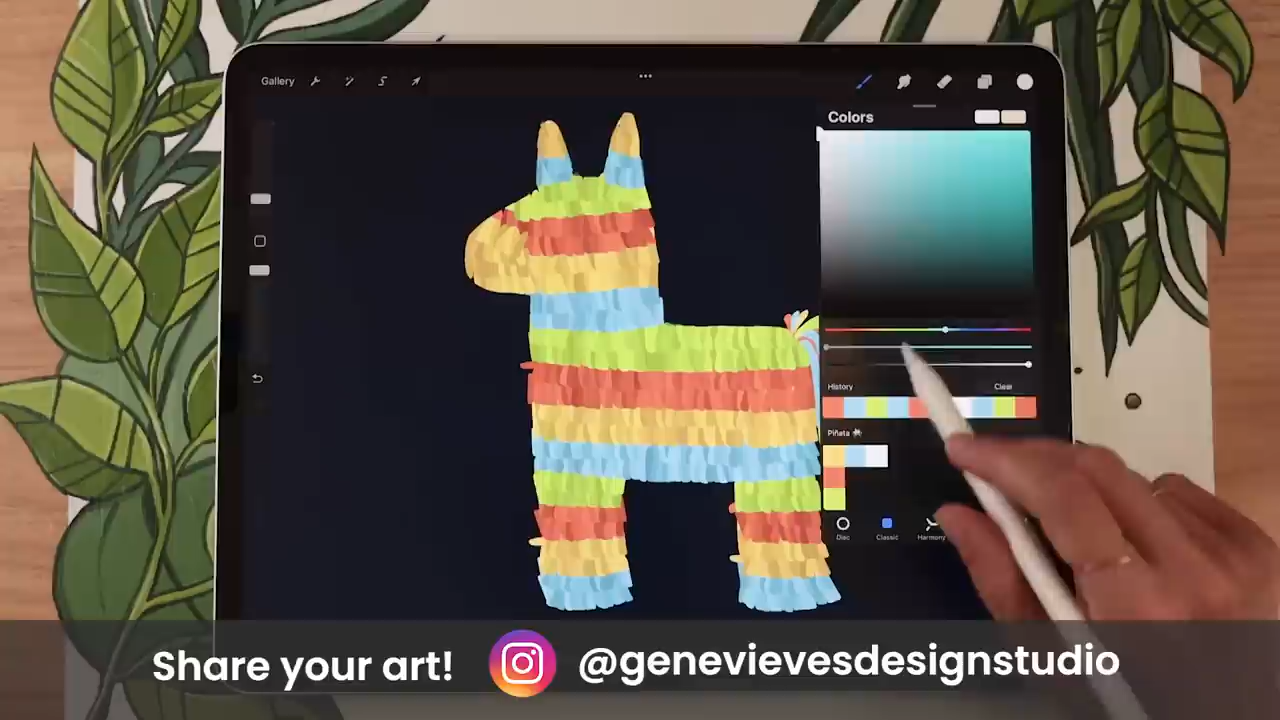 Gallery
Colors
History
Clear
Piñata
Disc
Classic
Harmony
Share your art!
@genevievesdesignstudio